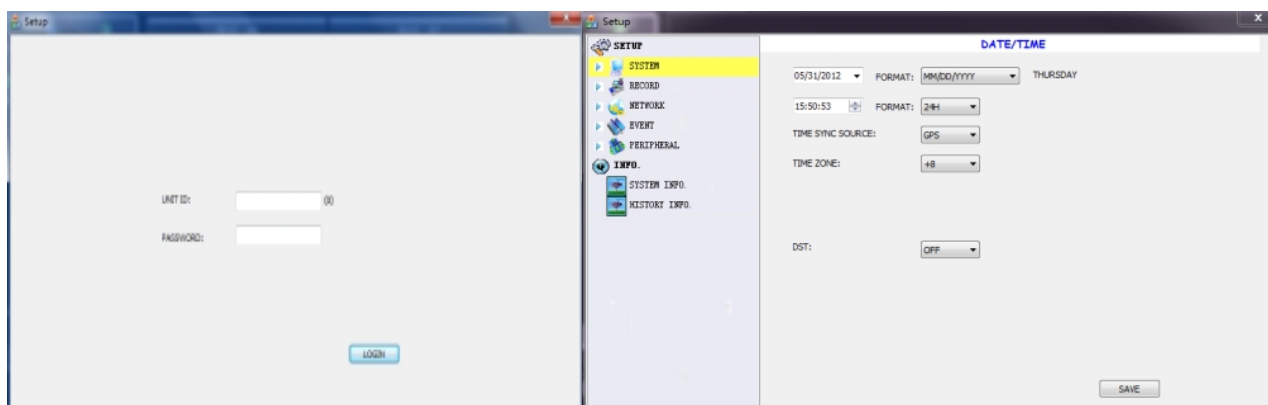 Setup
UNIT ID: (0)
PASSWORD:
LOGIN
Setup
SETUP
SYSTEM
RECORD
NETWORK
EVENT
PERIPHERAL
INFO.
SYSTEM INFO.
HISTORY INFO.
DATE/TIME
05/31/2012 FORMAT: MM/DD/YYYY THURSDAY
15:50:53 FORMAT: 24H
TIME SYNC SOURCE: GPS
TIME ZONE: +8
DST: OFF
SAVE